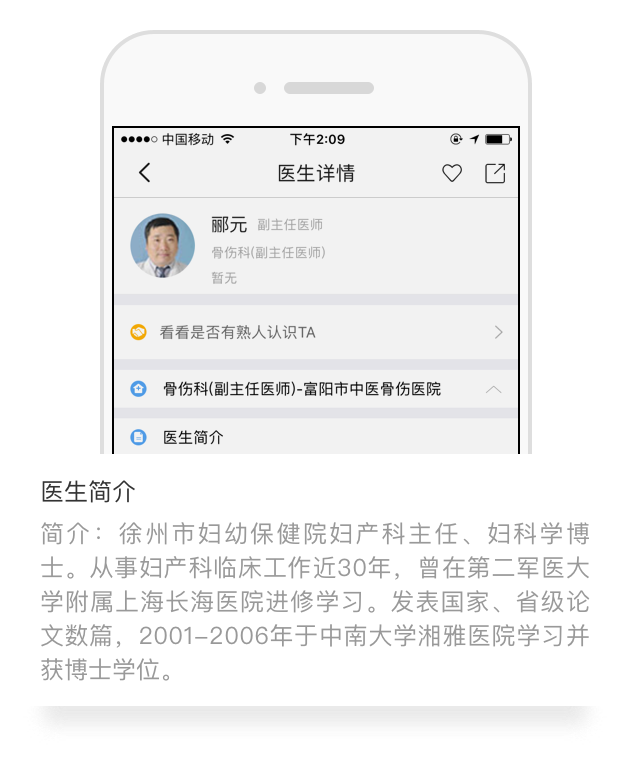 中国移动 下午2:09
医生详情
郦元 副主任医师
骨伤科(副主任医师)
暂无
看看是否有熟人认识TA
骨伤科(副主任医师)-富阳市中医骨伤医院
医生简介
医生简介
简介：徐州市妇幼保健院妇产科主任、妇科学博
士。从事妇产科临床工作近30年，曾在第二军医大
学附属上海长海医院进修学习。发表国家、省级论
文数篇，2001-2006年于中南大学湘雅医院学习并
获博士学位。